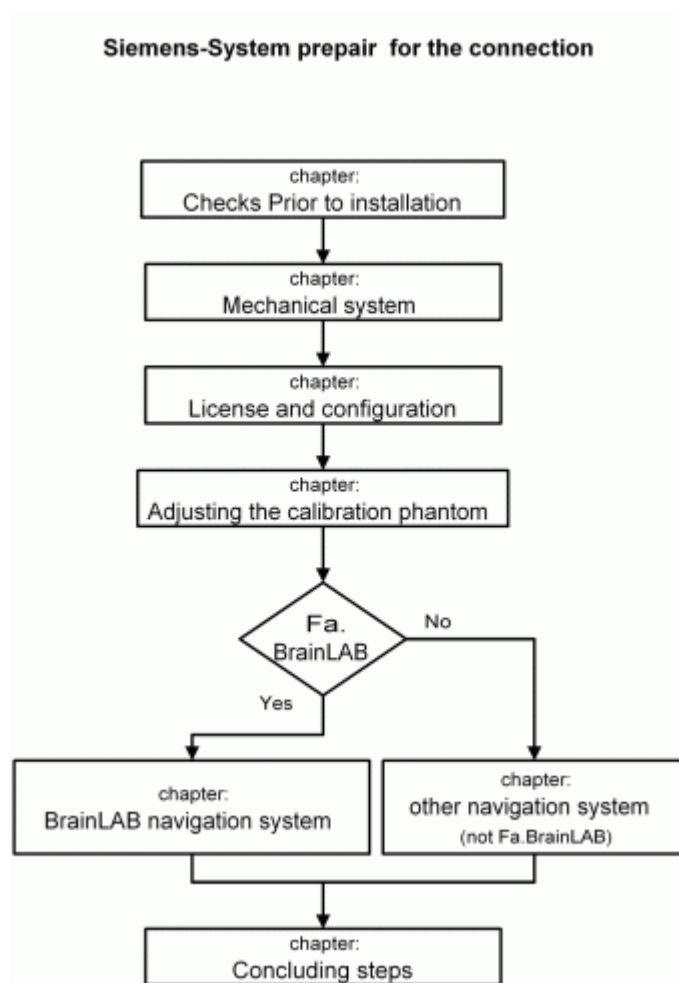 Siemens-System prepair for the connection
chapter:
Checks Prior to installation
chapter:
Mechanical system
chapter:
License and configuration
chapter:
Adjusting the calibration phantom
Fa.
BrainLAB
No
Yes
chapter:
BrainLAB navigation system
chapter:
other navigation system
(not Fa.BrainLAB)
chapter:
Concluding steps